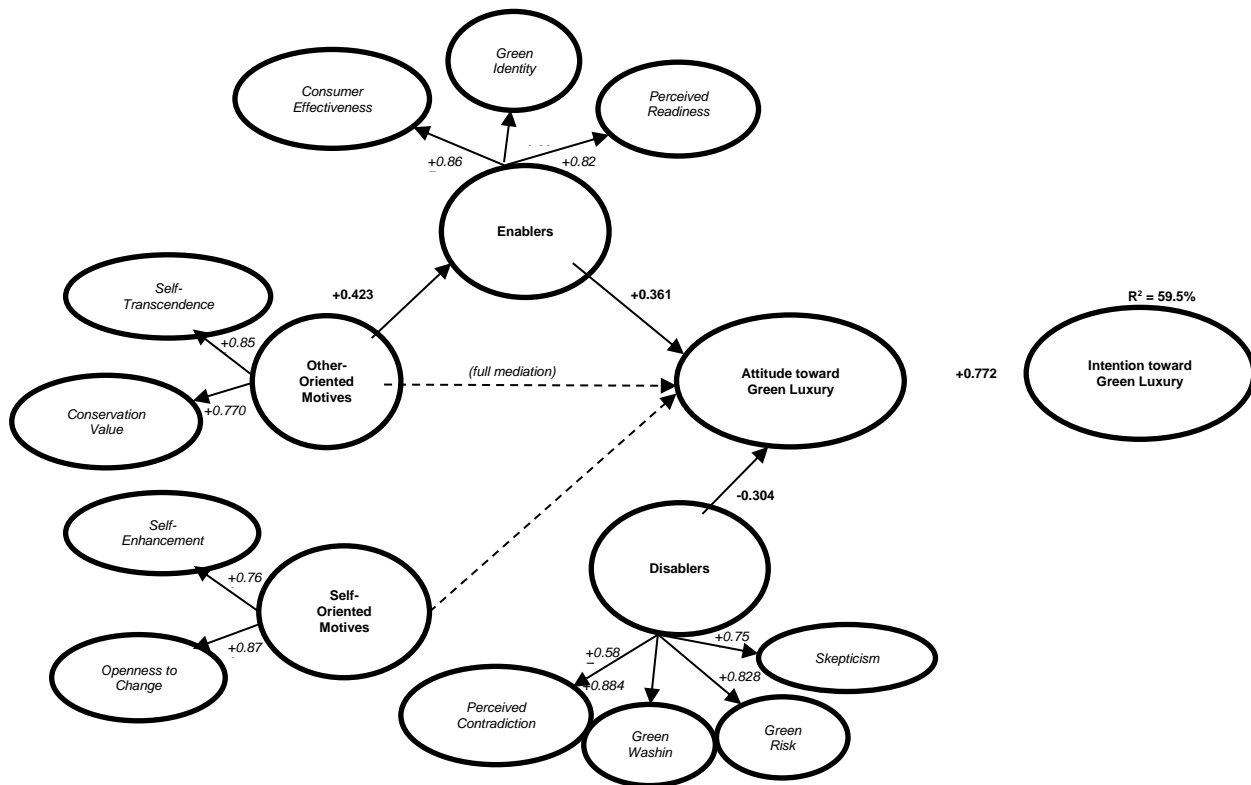 Green
Identity
Consumer
Effectiveness
Perceived
Readiness
+0.86
+0.82
Enablers
Self-
Transcendence
+0.423
+0.361
R² = 59.5%
+0.85
Other-
Oriented
Motives
(full mediation)
Attitude toward
Green Luxury
+0.772
Intention toward
Green Luxury
Conservation
Value
+0.770
-0.304
Self-
Enhancement
Disablers
+0.76
Self-
Oriented
Motives
+0.87
Openness to
Change
+0.58
+0.75
Skepticism
+0.884
+0.828
Perceived
Contradiction
Green
Washin
Green
Risk